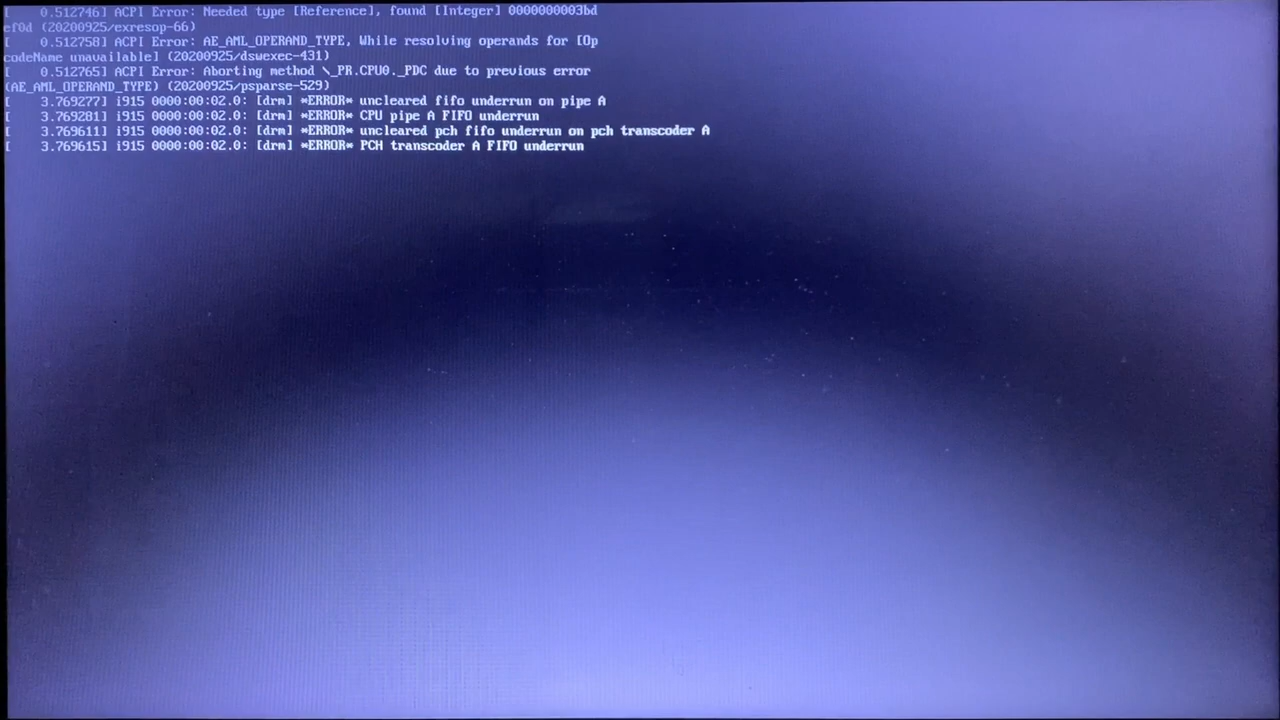 [    0.512746] ACPI Error: Needed type [Reference], found [Integer] 0000000003bd
ef0d (20200925/exresop-66)
[    0.512758] ACPI Error: AE_AML_OPERAND_TYPE, While resolving operands for [Op
codeName unavailable] (20200925/dswexec-431)
[    0.512765] ACPI Error: Aborting method \_PR.CPU0._PDC due to previous error
(AE_AML_OPERAND_TYPE) (20200925/psparse-529)
[    3.769277] i915 0000:00:02.0: [drm] *ERROR* uncleared fifo underrun on pipe A
[    3.769281] i915 0000:00:02.0: [drm] *ERROR* CPU pipe A FIFO underrun
[    3.769611] i915 0000:00:02.0: [drm] *ERROR* uncleared pch fifo underrun on pch transcoder A
[    3.769615] i915 0000:00:02.0: [drm] *ERROR* PCH transcoder A FIFO underrun